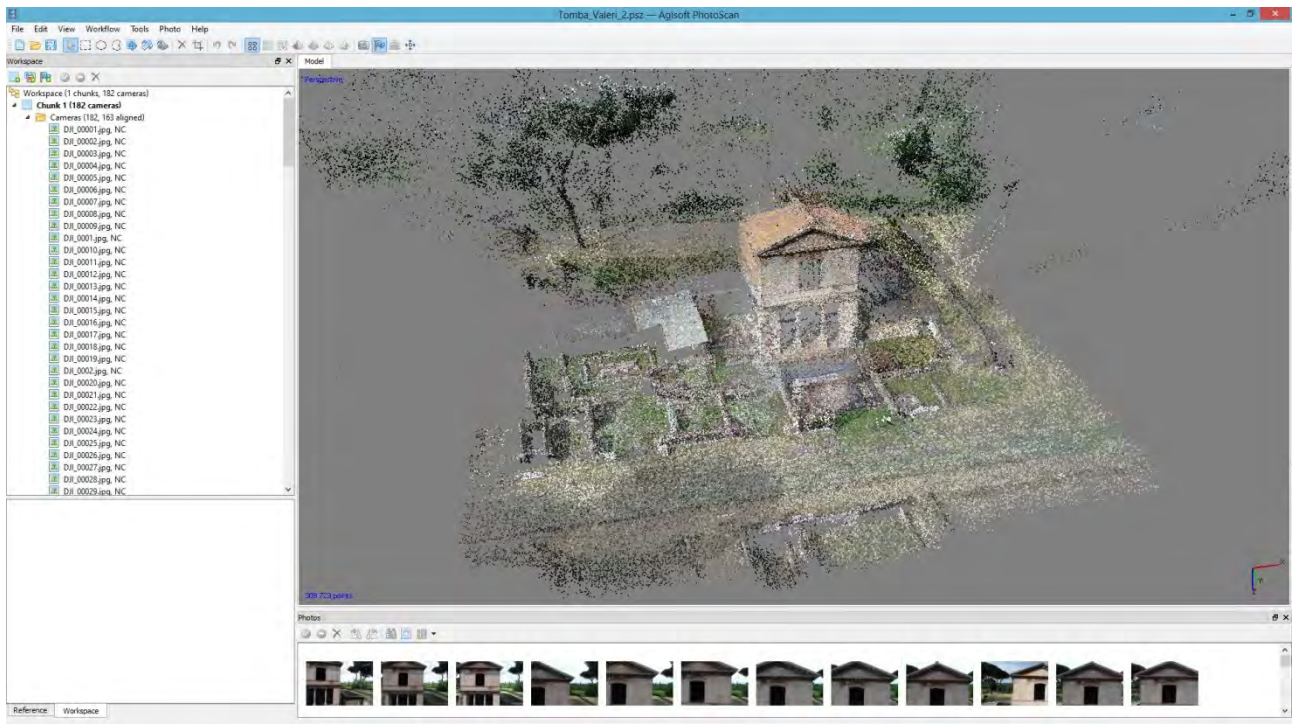 Tomba_Valeri_2.psz — Agisoft PhotoScan
File Edit View Workflow Tools Photo Help
Workspace
Model
Perspective
Workspace (1 chunks, 182 cameras)
Chunk 1 (182 cameras)
Cameras (182, 163 aligned)
DJI_00001.jpg, NC
DJI_00002.jpg, NC
DJI_00003.jpg, NC
DJI_00004.jpg, NC
DJI_00005.jpg, NC
DJI_00006.jpg, NC
DJI_00007.jpg, NC
DJI_00008.jpg, NC
DJI_00009.jpg, NC
DJI_0001.jpg, NC
DJI_00010.jpg, NC
DJI_00011.jpg, NC
DJI_00012.jpg, NC
DJI_00013.jpg, NC
DJI_00014.jpg, NC
DJI_00015.jpg, NC
DJI_00016.jpg, NC
DJI_00017.jpg, NC
DJI_00018.jpg, NC
DJI_00019.jpg, NC
DJI_0002.jpg, NC
DJI_00020.jpg, NC
DJI_00021.jpg, NC
DJI_00022.jpg, NC
DJI_00023.jpg, NC
DJI_00024.jpg, NC
DJI_00025.jpg, NC
DJI_00026.jpg, NC
DJI_00027.jpg, NC
DJI_00028.jpg, NC
DJI_00029.jpg, NC
points
X
Y
Z
Photos
Reference Workspace